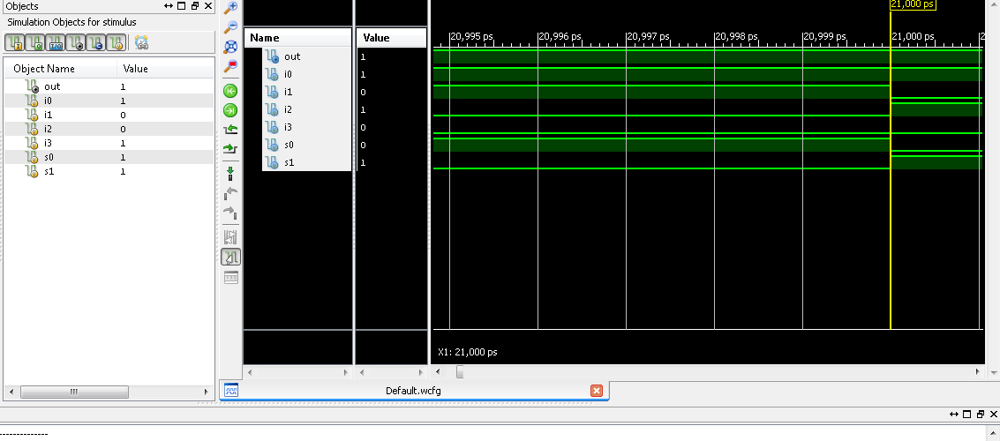 Objects
Simulation Objects for stimulus
Object Name Value
out 1
i0 1
i1 0
i2 0
i3 1
s0 1
s1 1
Name Value
out 1
i0 1
i1 0
i2 1
i3 0
s0 0
s1 1
21,000 ps
20,995 ps 20,996 ps 20,997 ps 20,998 ps 20,999 ps 21,000 ps 2
X1: 21,000 ps
Default.wcfg
--------------